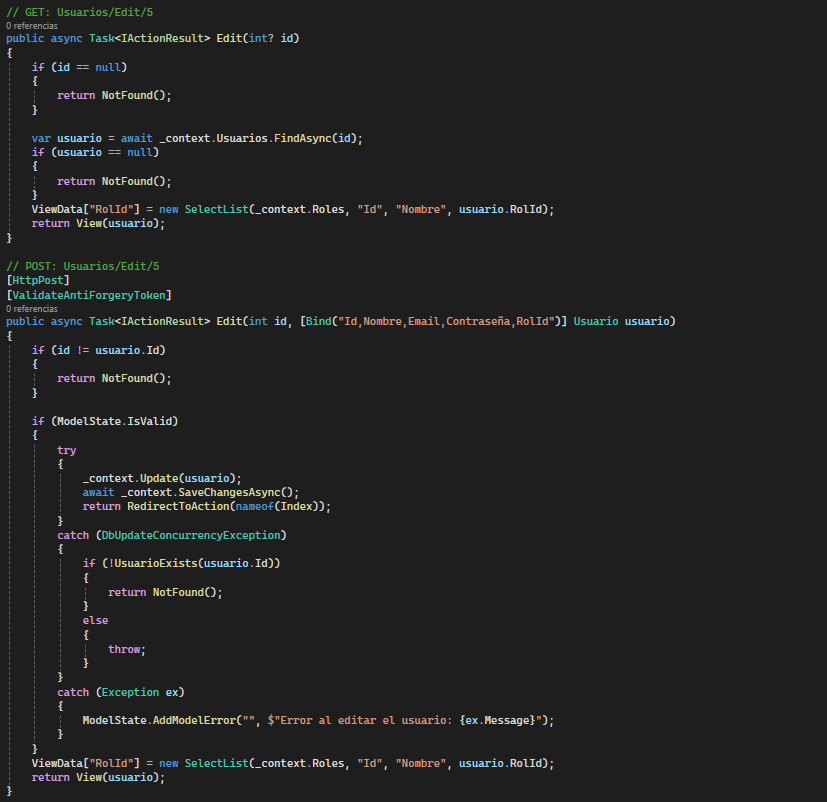 // GET: Usuarios/Edit/5
0 referencias
public async Task<IActionResult> Edit(int? id)
{
if (id == null)
{
return NotFound();
}
var usuario = await _context.Usuarios.FindAsync(id);
if (usuario == null)
{
return NotFound();
}
ViewData["RolId"] = new SelectList(_context.Roles, "Id", "Nombre", usuario.RolId);
return View(usuario);
}
// POST: Usuarios/Edit/5
[HttpPost]
[ValidateAntiForgeryToken]
0 referencias
public async Task<IActionResult> Edit(int id, [Bind("Id,Nombre,Email,Contraseña,RolId")] Usuario usuario)
{
if (id != usuario.Id)
{
return NotFound();
}
if (ModelState.IsValid)
{
try
{
_context.Update(usuario);
await _context.SaveChangesAsync();
return RedirectToAction(nameof(Index));
}
catch (DbUpdateConcurrencyException)
{
if (!UsuarioExists(usuario.Id))
{
return NotFound();
}
else
{
throw;
}
}
catch (Exception ex)
{
ModelState.AddModelError("", $"Error al editar el usuario: {ex.Message}");
}
}
ViewData["RolId"] = new SelectList(_context.Roles, "Id", "Nombre", usuario.RolId);
return View(usuario);
}